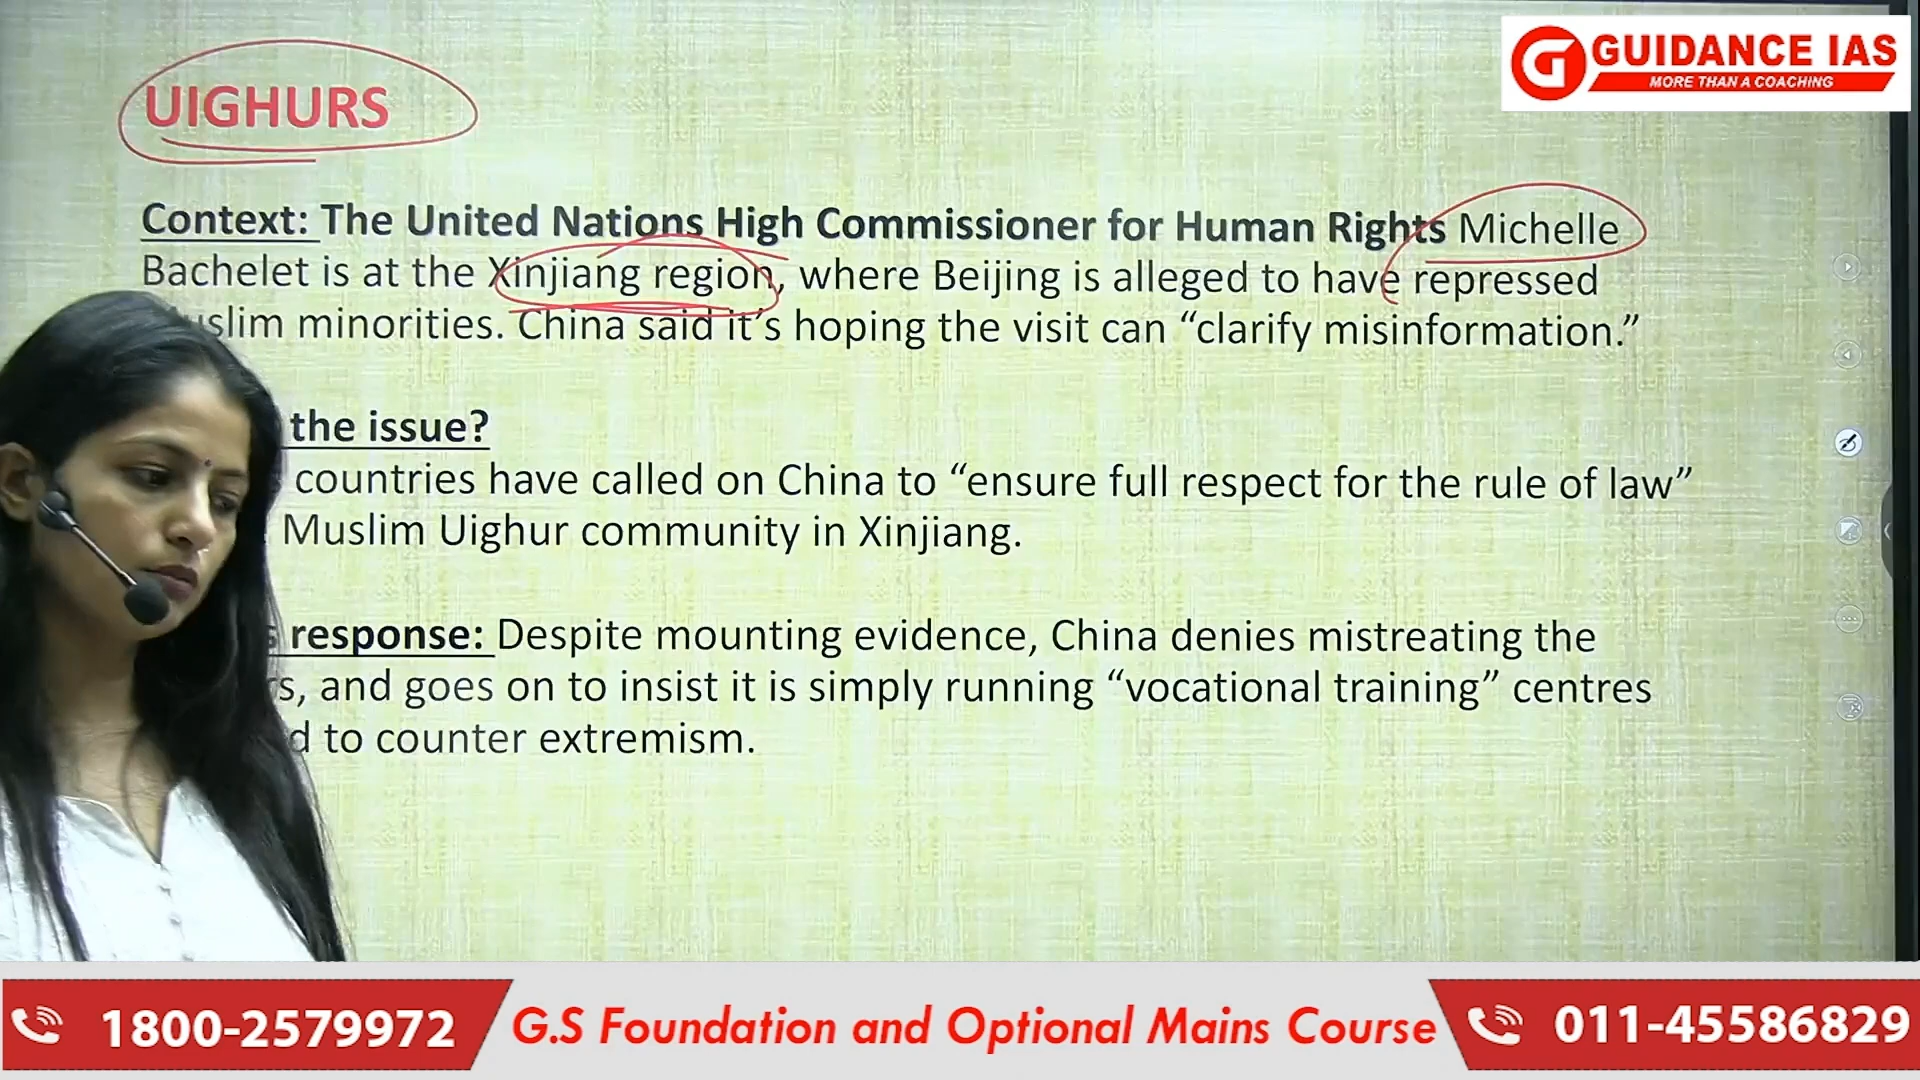 GUIDANCE IAS
MORE THAN A COACHING
UIGHURS
Context: The United Nations High Commissioner for Human Rights Michelle
Bachelet is at the Xinjiang region, where Beijing is alleged to have repressed
Muslim minorities. China said it’s hoping the visit can “clarify misinformation.”
the issue?
countries have called on China to “ensure full respect for the rule of law”
Muslim Uighur community in Xinjiang.
response: Despite mounting evidence, China denies mistreating the
and goes on to insist it is simply running “vocational training” centres
to counter extremism.
1800-2579972
G.S Foundation and Optional Mains Course
011-45586829